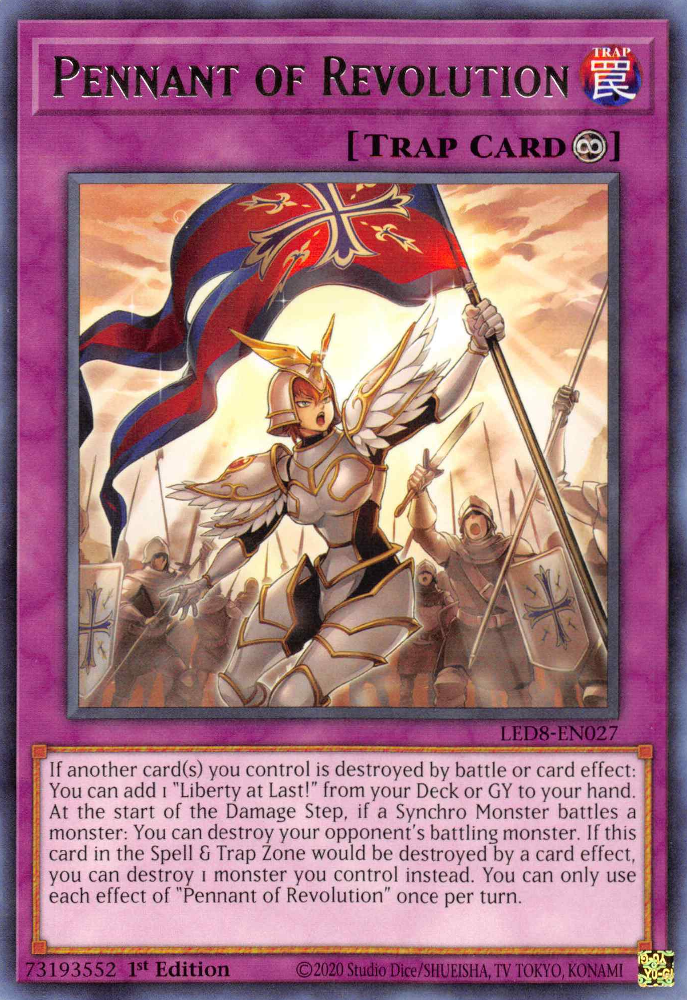 PENNANT OF REVOLUTION
TRAP
罠
[TRAP CARD]
LED8-EN027
If another card(s) you control is destroyed by battle or card effect:
You can add 1 "Liberty at Last!" from your Deck or GY to your hand.
At the start of the Damage Step, if a Synchro Monster battles a
monster: You can destroy your opponent's battling monster. If this
card in the Spell & Trap Zone would be destroyed by a card effect,
you can destroy 1 monster you control instead. You can only use
each effect of "Pennant of Revolution" once per turn.
73193552 1st Edition ©2020 Studio Dice/SHUEISHA, TV TOKYO, KONAMI